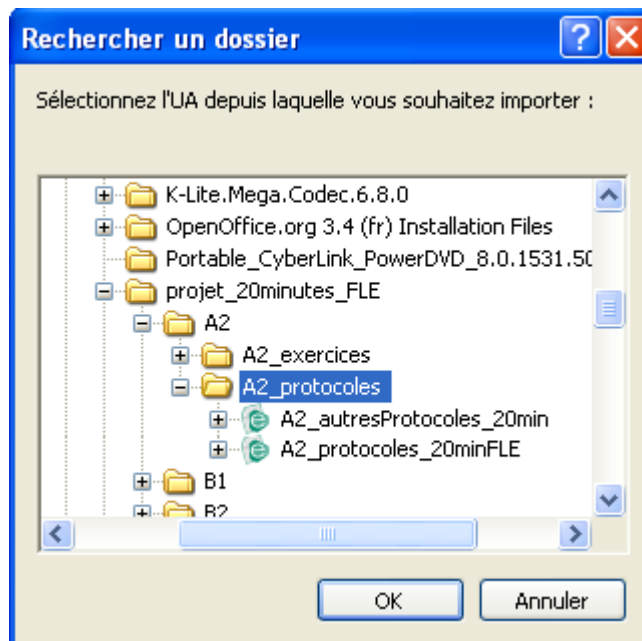 Rechercher un dossier
Sélectionnez l'UA depuis laquelle vous souhaitez importer :
K-Lite.Mega.Codec.6.8.0
OpenOffice.org 3.4 (fr) Installation Files
Portable_CyberLink_PowerDVD_8.0.1531.50
projet_20minutes_FLE
A2
A2_exercices
A2_protocoles
A2_autresProtocoles_20min
A2_protocoles_20minFLE
B1
B2
OK Annuler